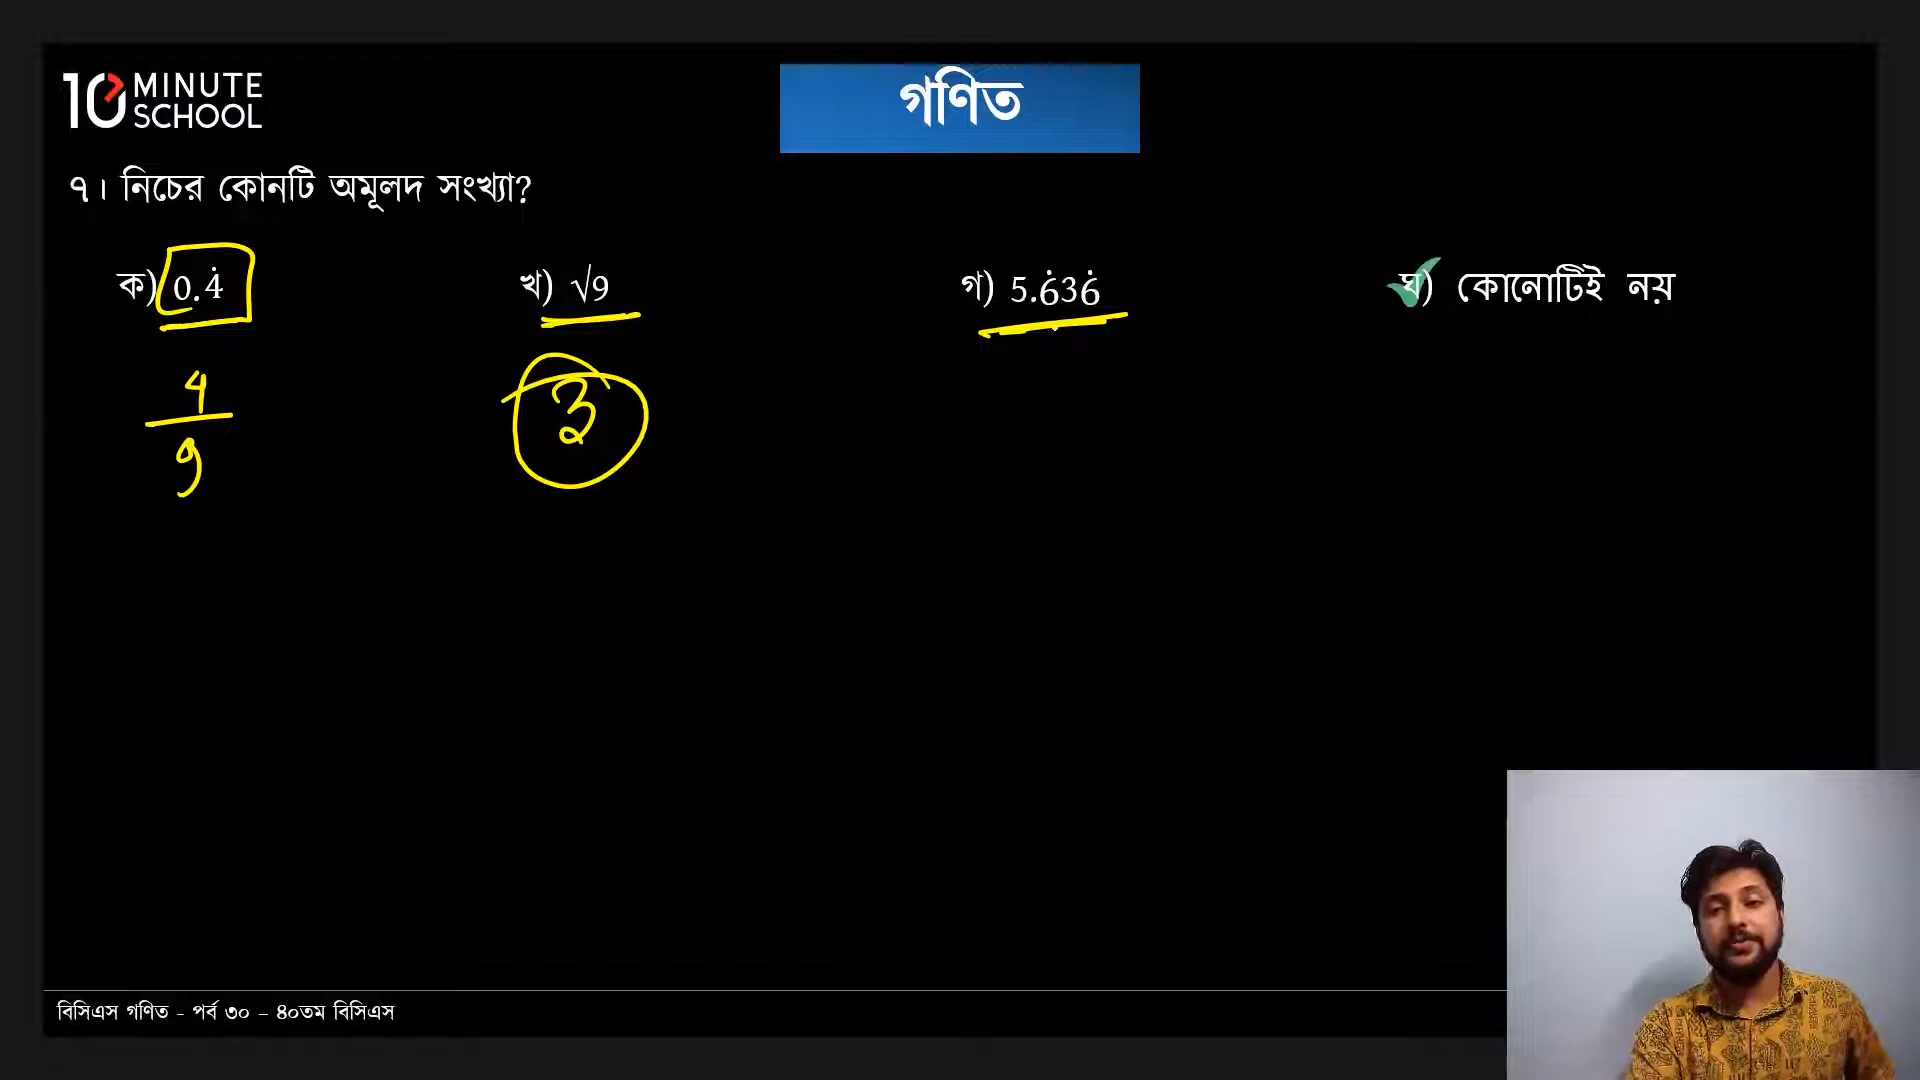 10 MINUTE SCHOOL
গণিত
৭। নিচের কোনটি অমূলদ সংখ্যা?
ক) 0.4̇ খ) √9 গ) 5.6̇36̇ ঘ) কোনোটিই নয়
4
9
3
বিসিএস গণিত - পর্ব ৩০ – ৪০তম বিসিএস